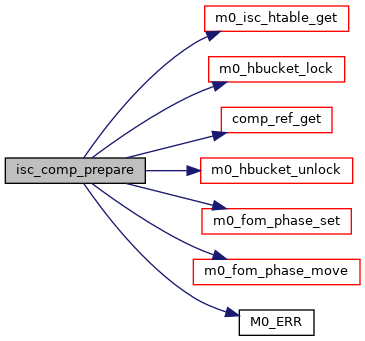 m0_isc_htable_get
m0_hbucket_lock
comp_ref_get
isc_comp_prepare
m0_hbucket_unlock
m0_fom_phase_set
m0_fom_phase_move
M0_ERR